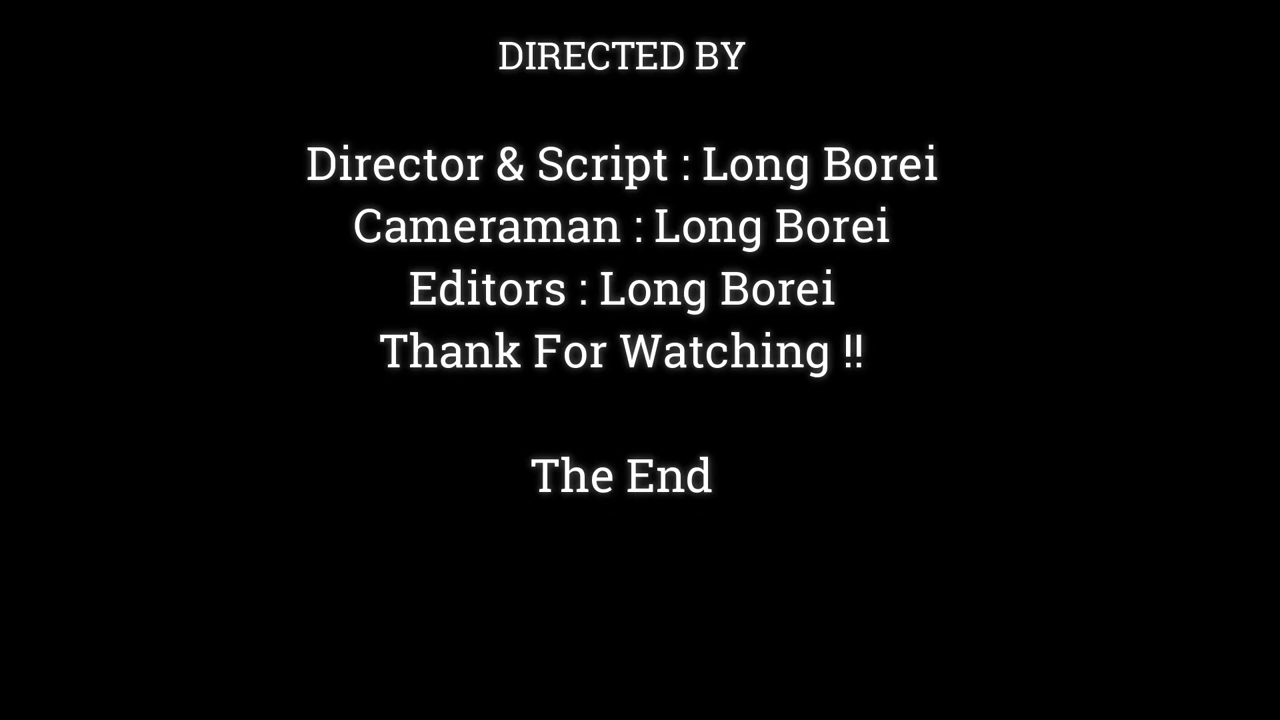 DIRECTED BY
Director & Script : Long Borei
Cameraman : Long Borei
Editors : Long Borei
Thank For Watching !!
The End